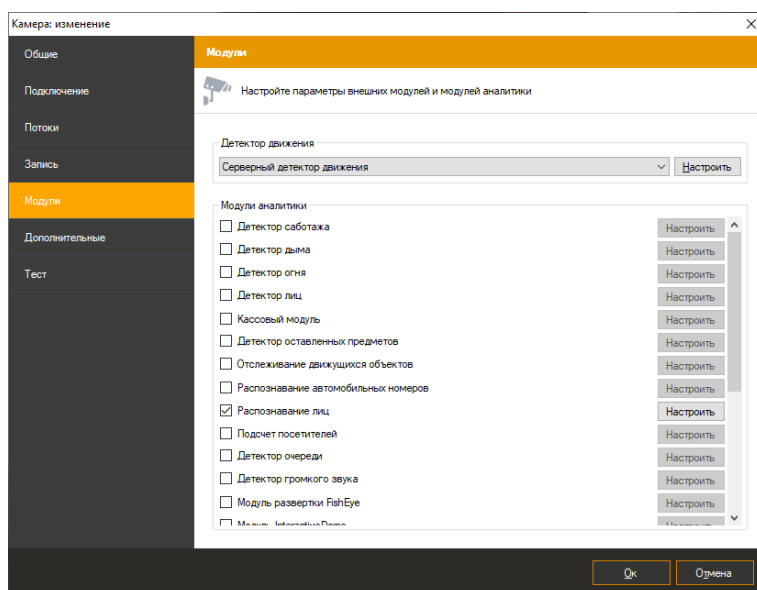 Камера: изменение
Общие
Подключение
Потоки
Запись
Модули
Дополнительные
Тест
Модули
Настройте параметры внешних модулей и модулей аналитики
Детектор движения
Серверный детектор движения Настроить
Модули аналитики
Детектор саботажа Настроить
Детектор дыма Настроить
Детектор огня Настроить
Детектор лиц Настроить
Кассовый модуль Настроить
Детектор оставленных предметов Настроить
Отслеживание движущихся объектов Настроить
Распознавание автомобильных номеров Настроить
Распознавание лиц Настроить
Подсчет посетителей Настроить
Детектор очереди Настроить
Детектор громкого звука Настроить
Модуль развертки FishEye Настроить
Модуль InteractiveDome Настроить
Ок Отмена